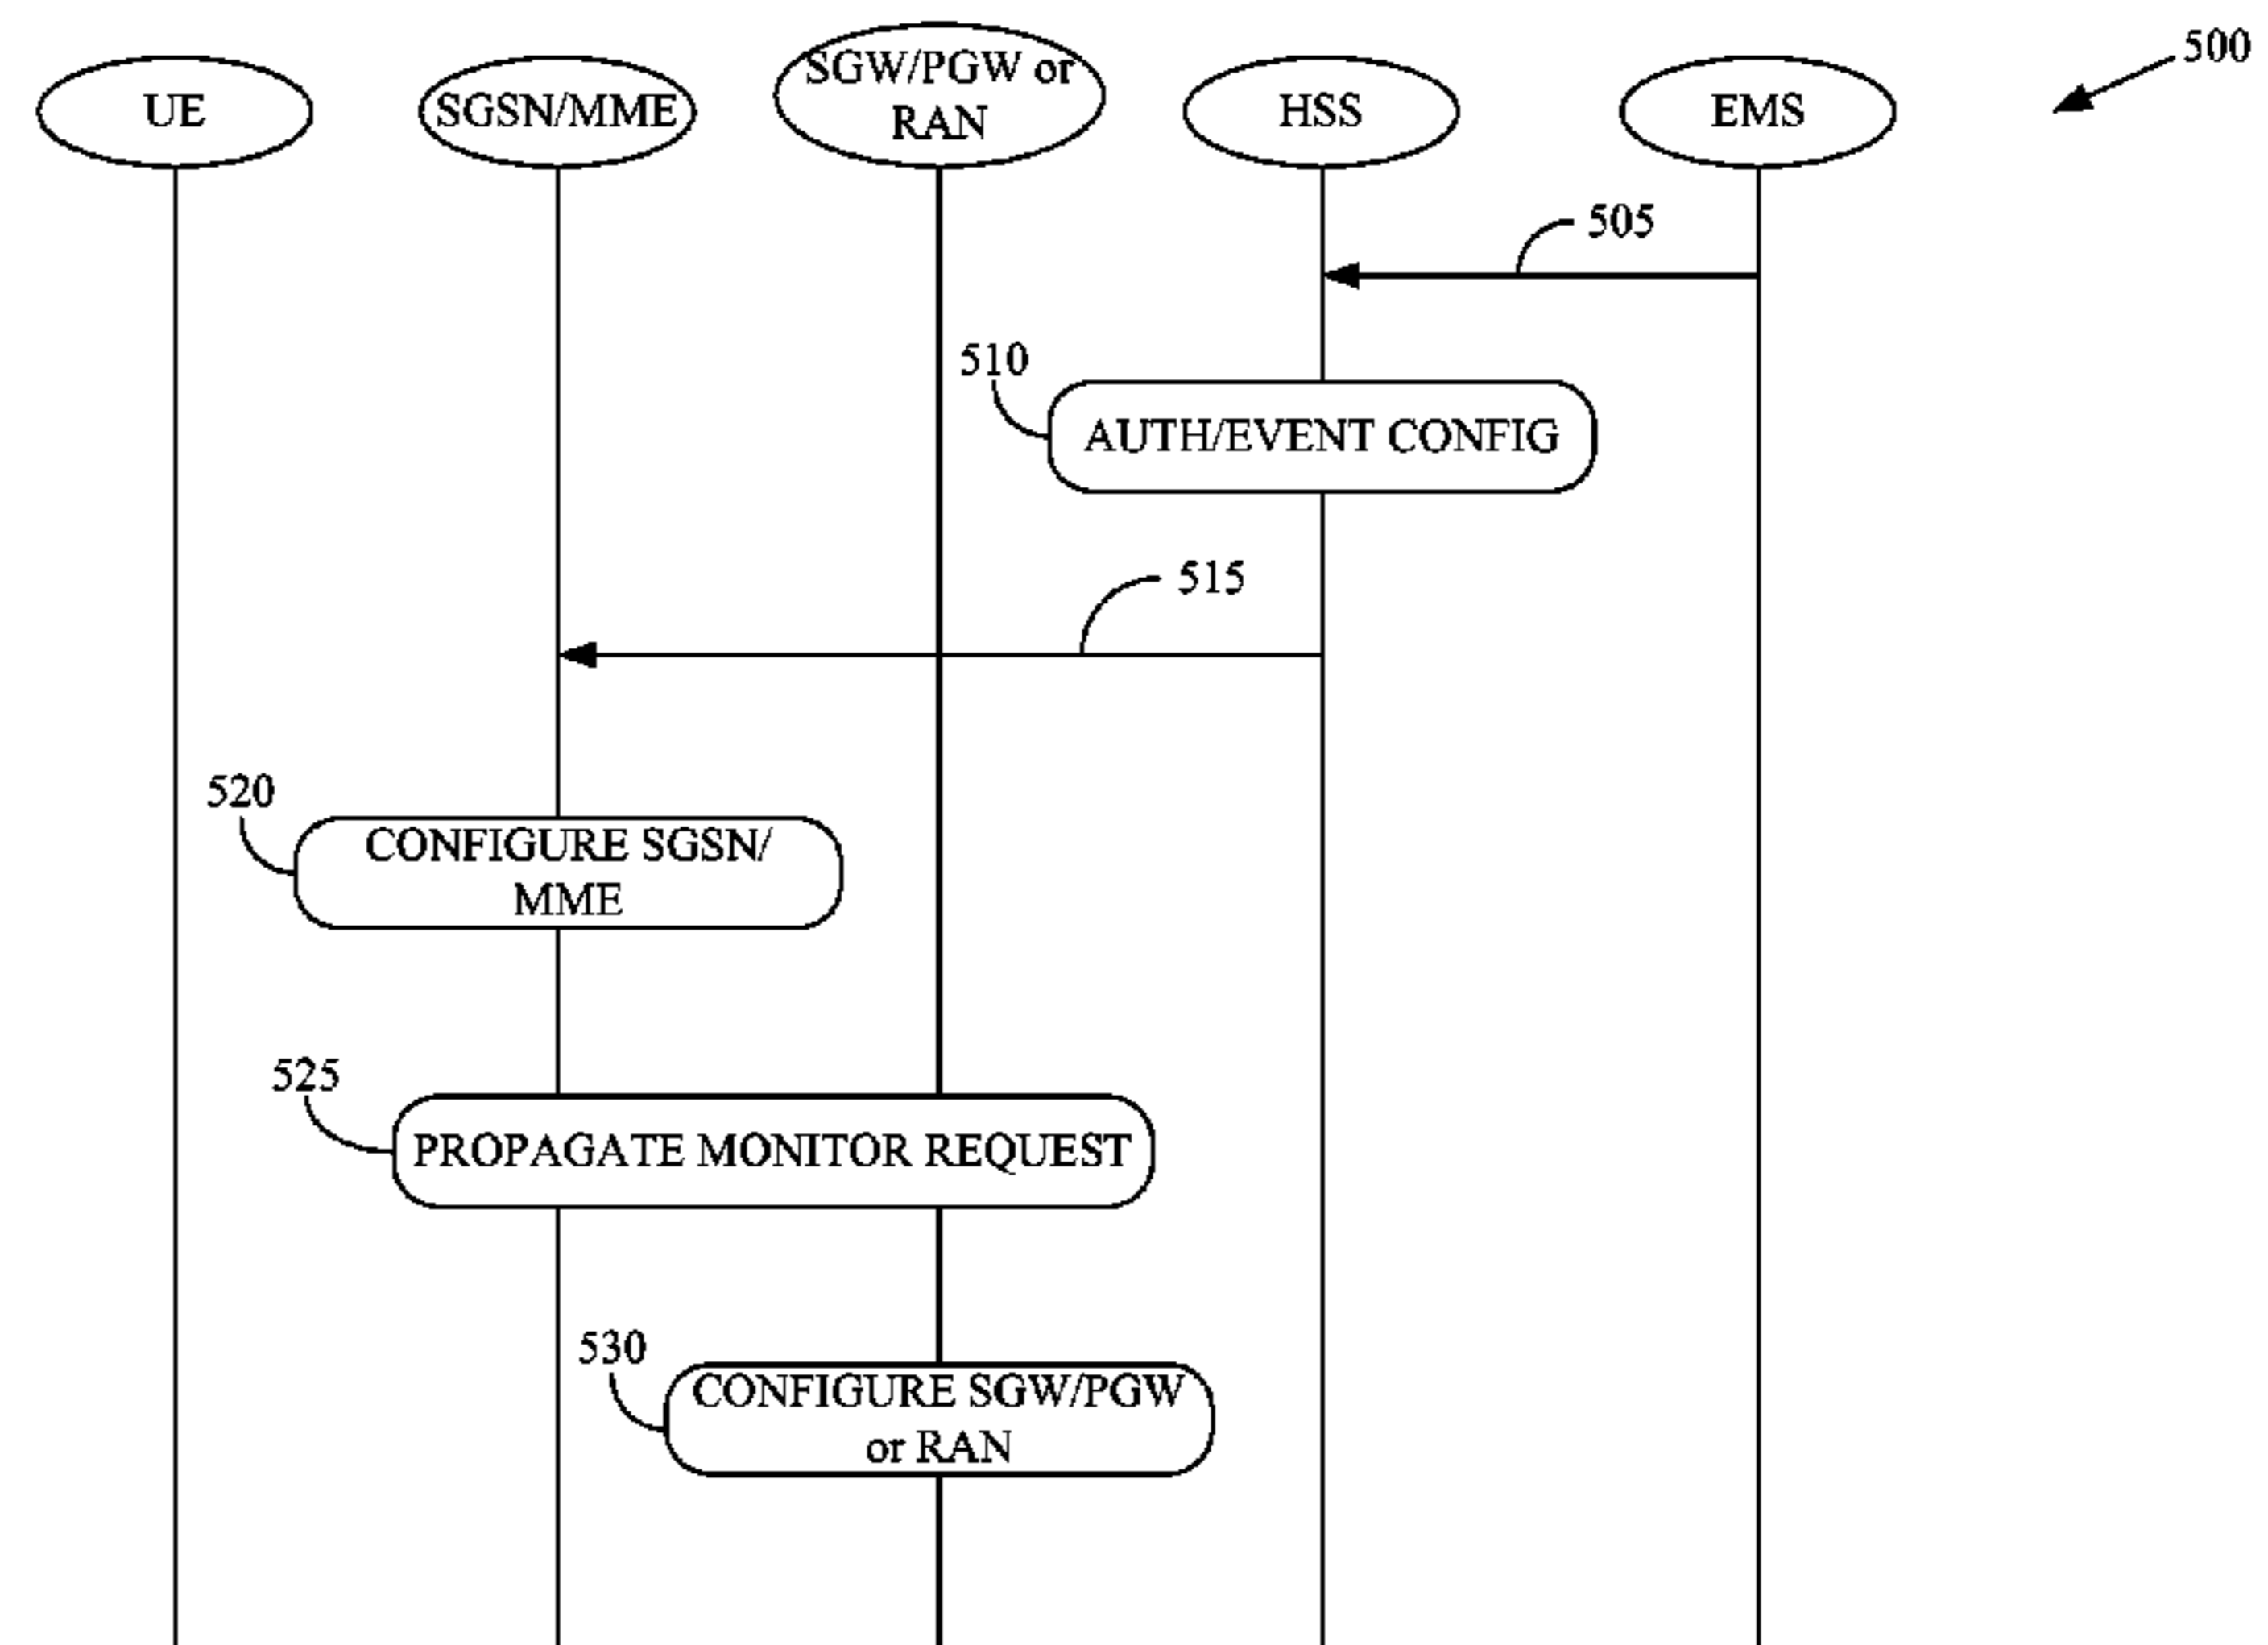 500
UE
SGSN/MME
SGW/PGW or
RAN
HSS
EMS
505
510
AUTH/EVENT CONFIG
515
520
CONFIGURE SGSN/
MME
525
PROPAGATE MONITOR REQUEST
530
CONFIGURE SGW/PGW
or RAN